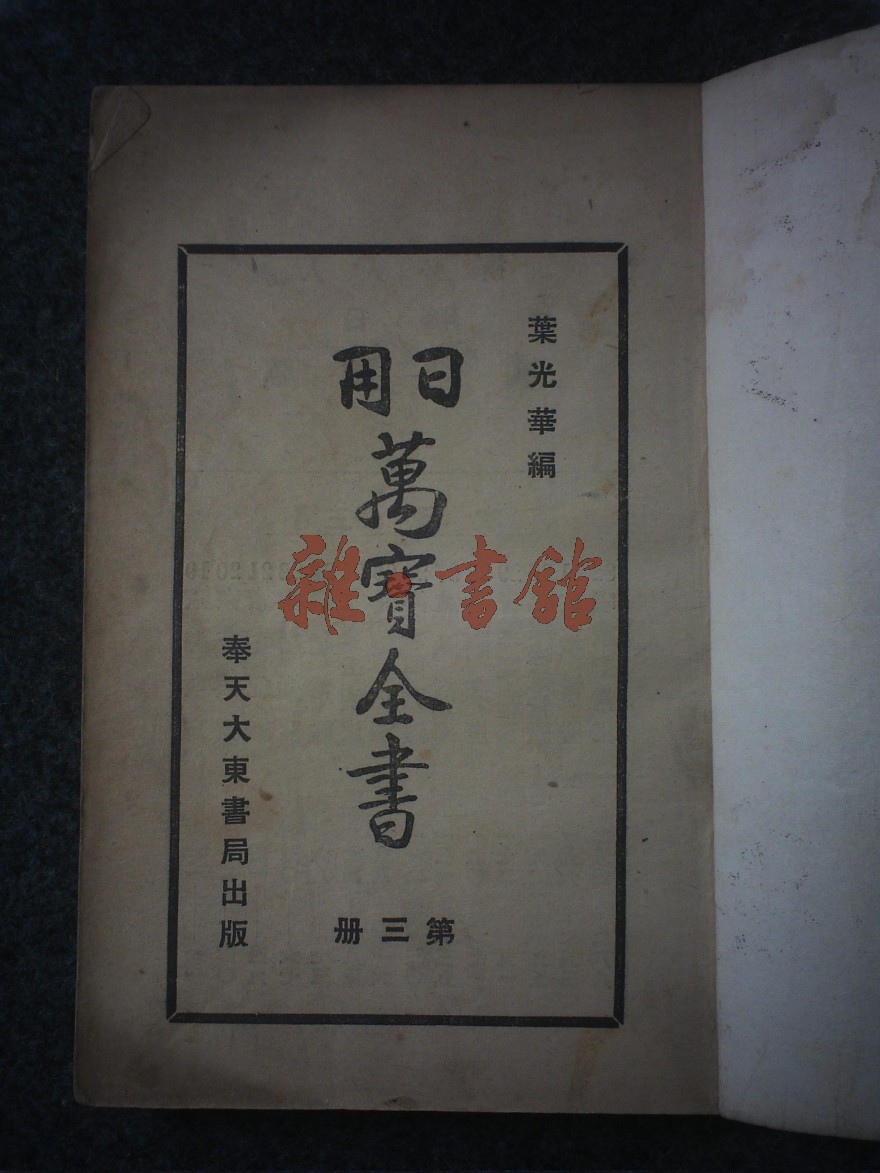 葉光華編
日用
萬寳全書
第三冊
奉天大東書局出版
雜·書館